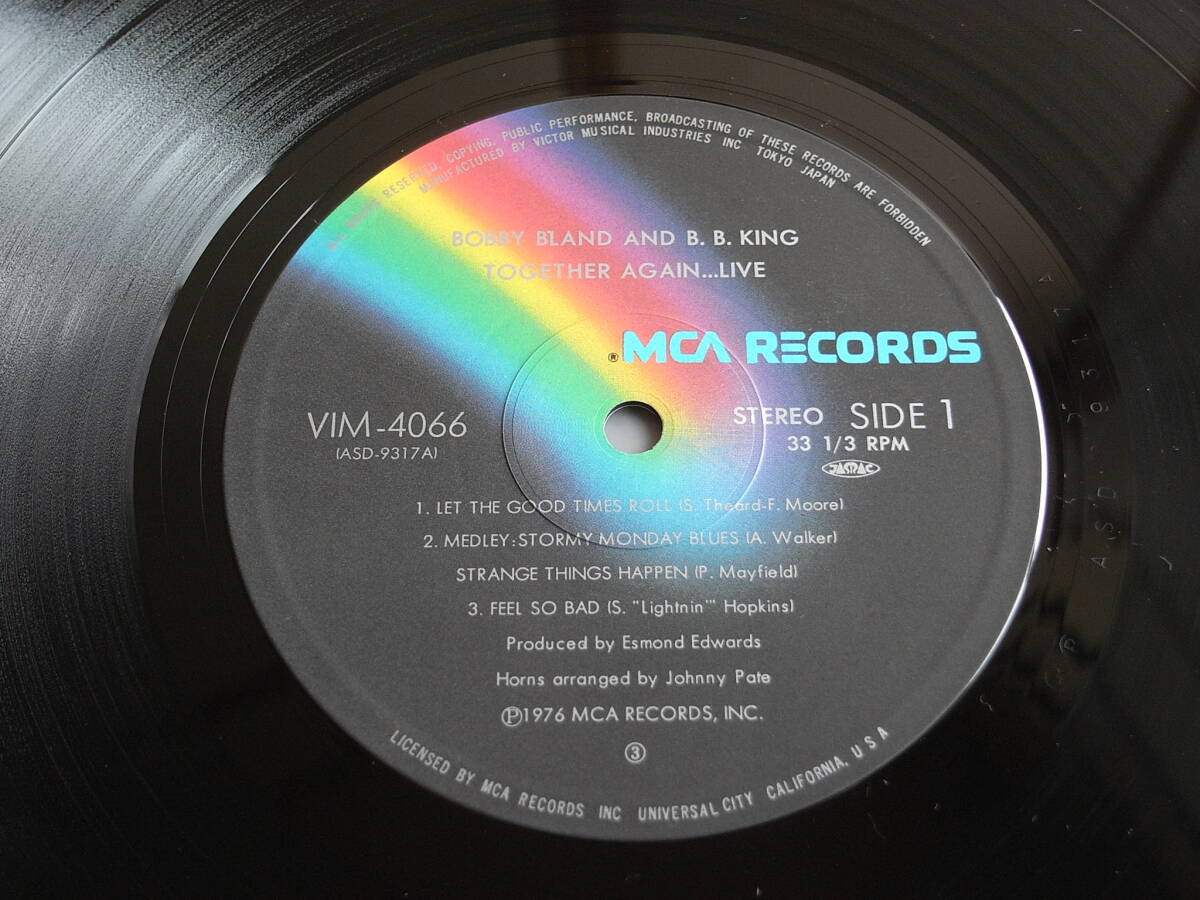 ALL RIGHTS RESERVED, COPYING, PUBLIC PERFORMANCE, BROADCASTING OF THESE RECORDS ARE FORBIDDEN
MANUFACTURED BY VICTOR MUSICAL INDUSTRIES INC TOKYO JAPAN
BOBBY BLAND AND B. B. KING
TOGETHER AGAIN...LIVE
® MCA RECORDS
VIM-4066
(ASD-9317A)
STEREO SIDE 1
33 1/3 RPM
JASRAC
1. LET THE GOOD TIMES ROLL (S. Theard-F. Moore)
2. MEDLEY:STORMY MONDAY BLUES (A. Walker)
STRANGE THINGS HAPPEN (P. Mayfield)
3. FEEL SO BAD (S. "Lightnin'" Hopkins)
Produced by Esmond Edwards
Horns arranged by Johnny Pate
Ⓟ1976 MCA RECORDS, INC.
③
LICENSED BY MCA RECORDS INC UNIVERSAL CITY CALIFORNIA, U S A